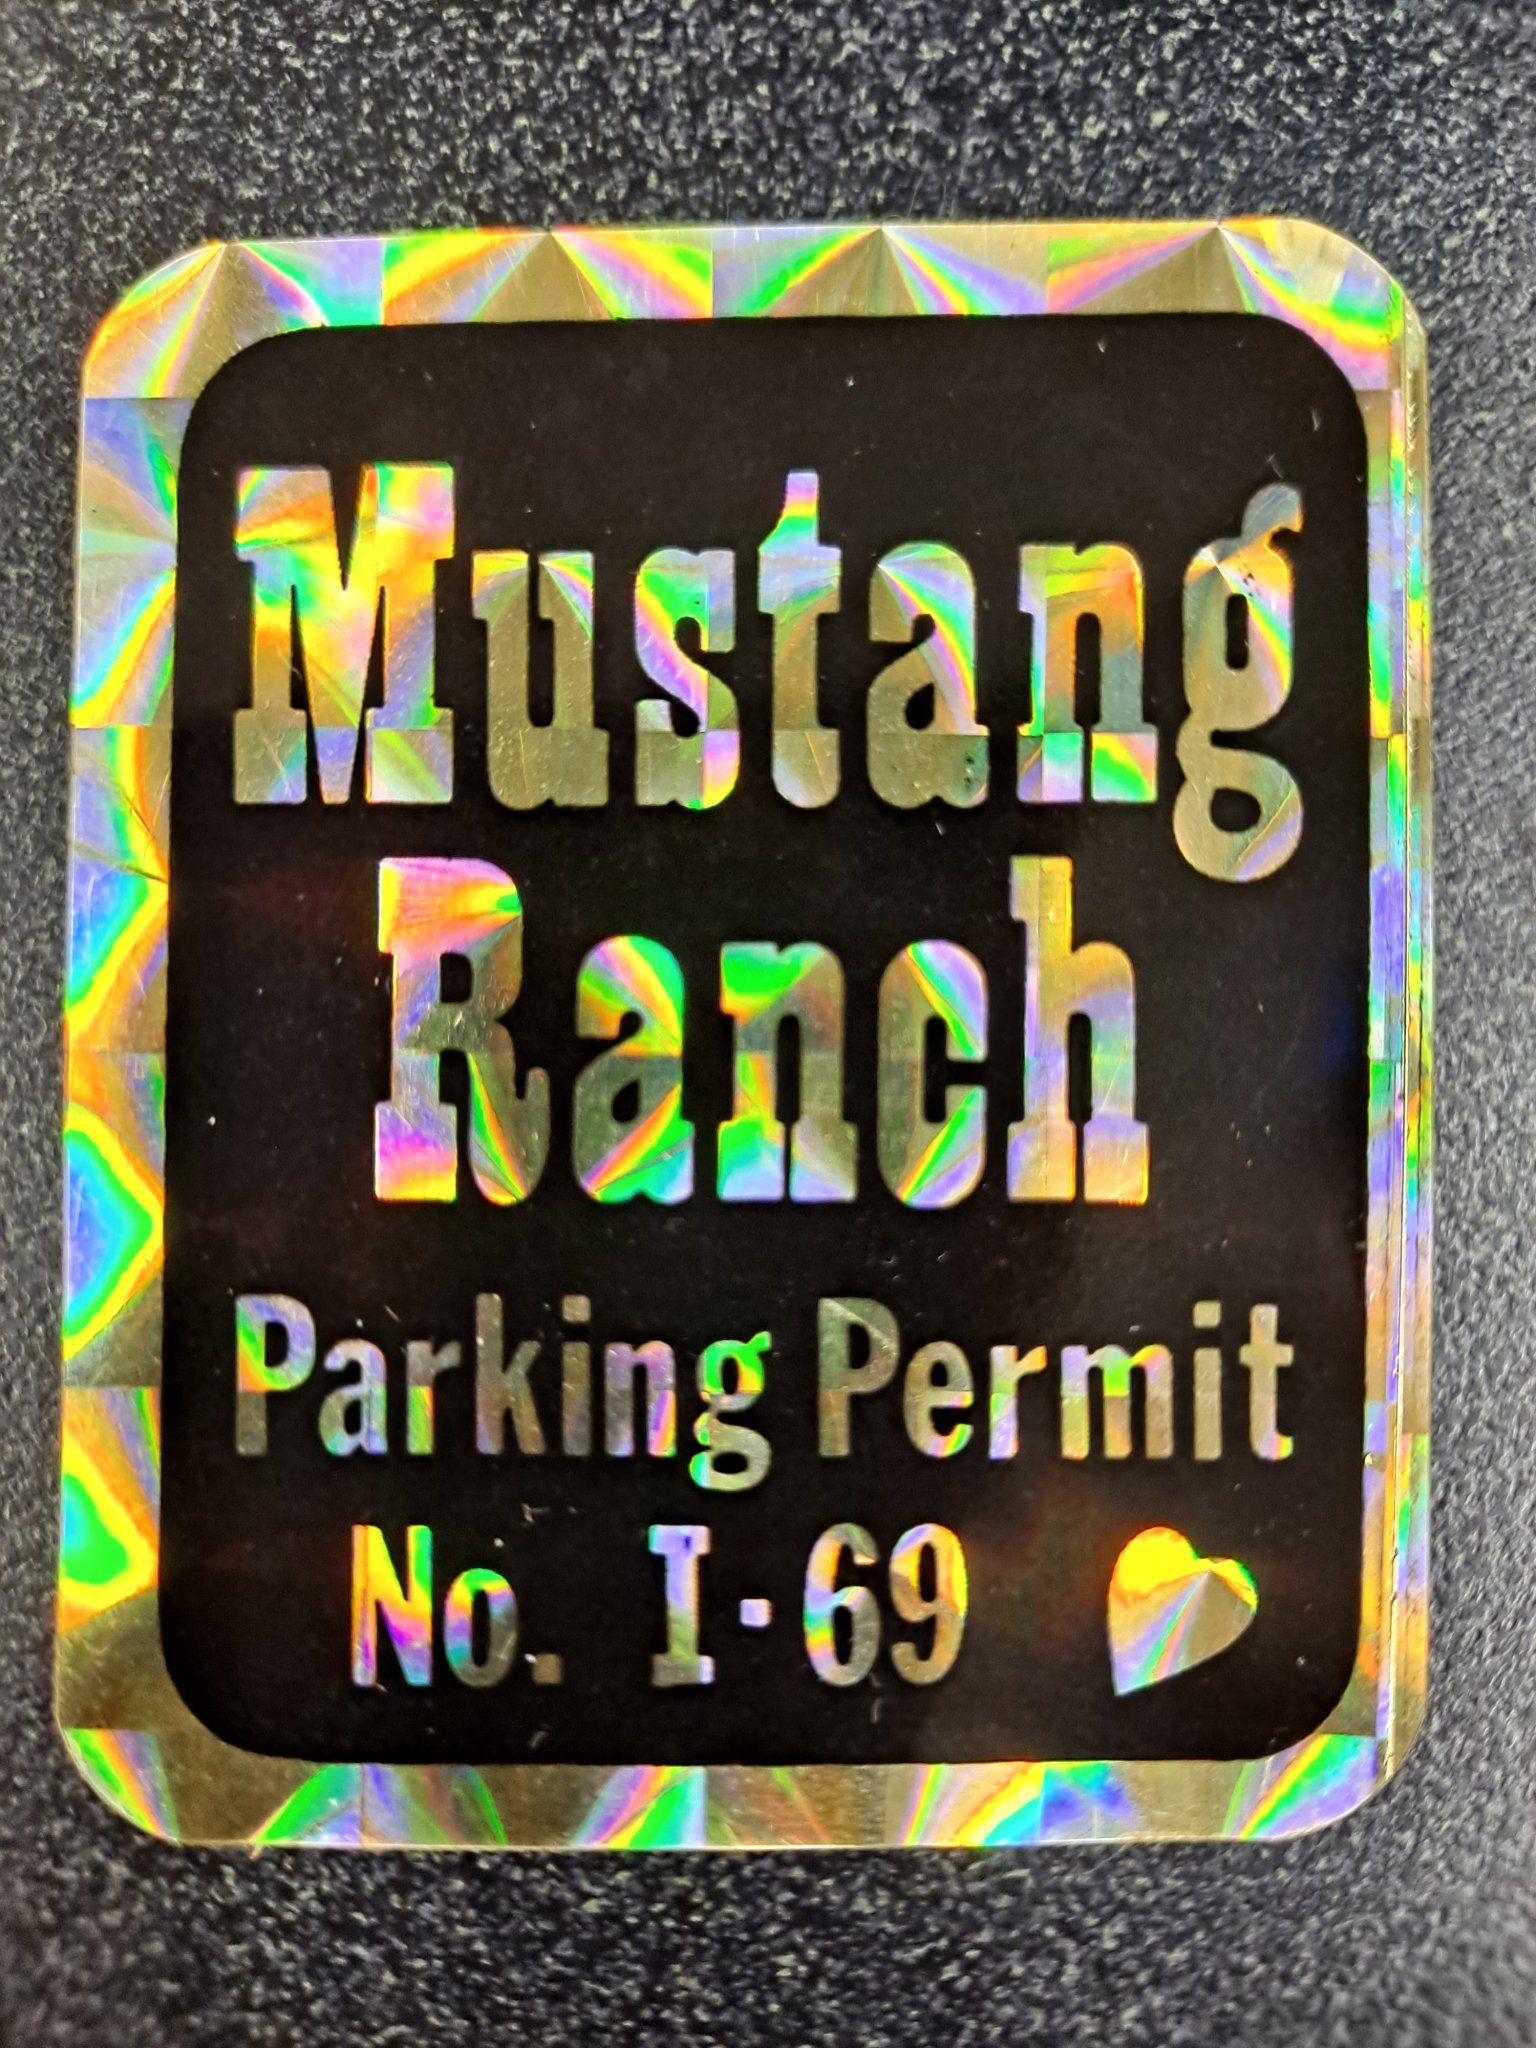 Mustang
Ranch
Parking Permit
No. I·69